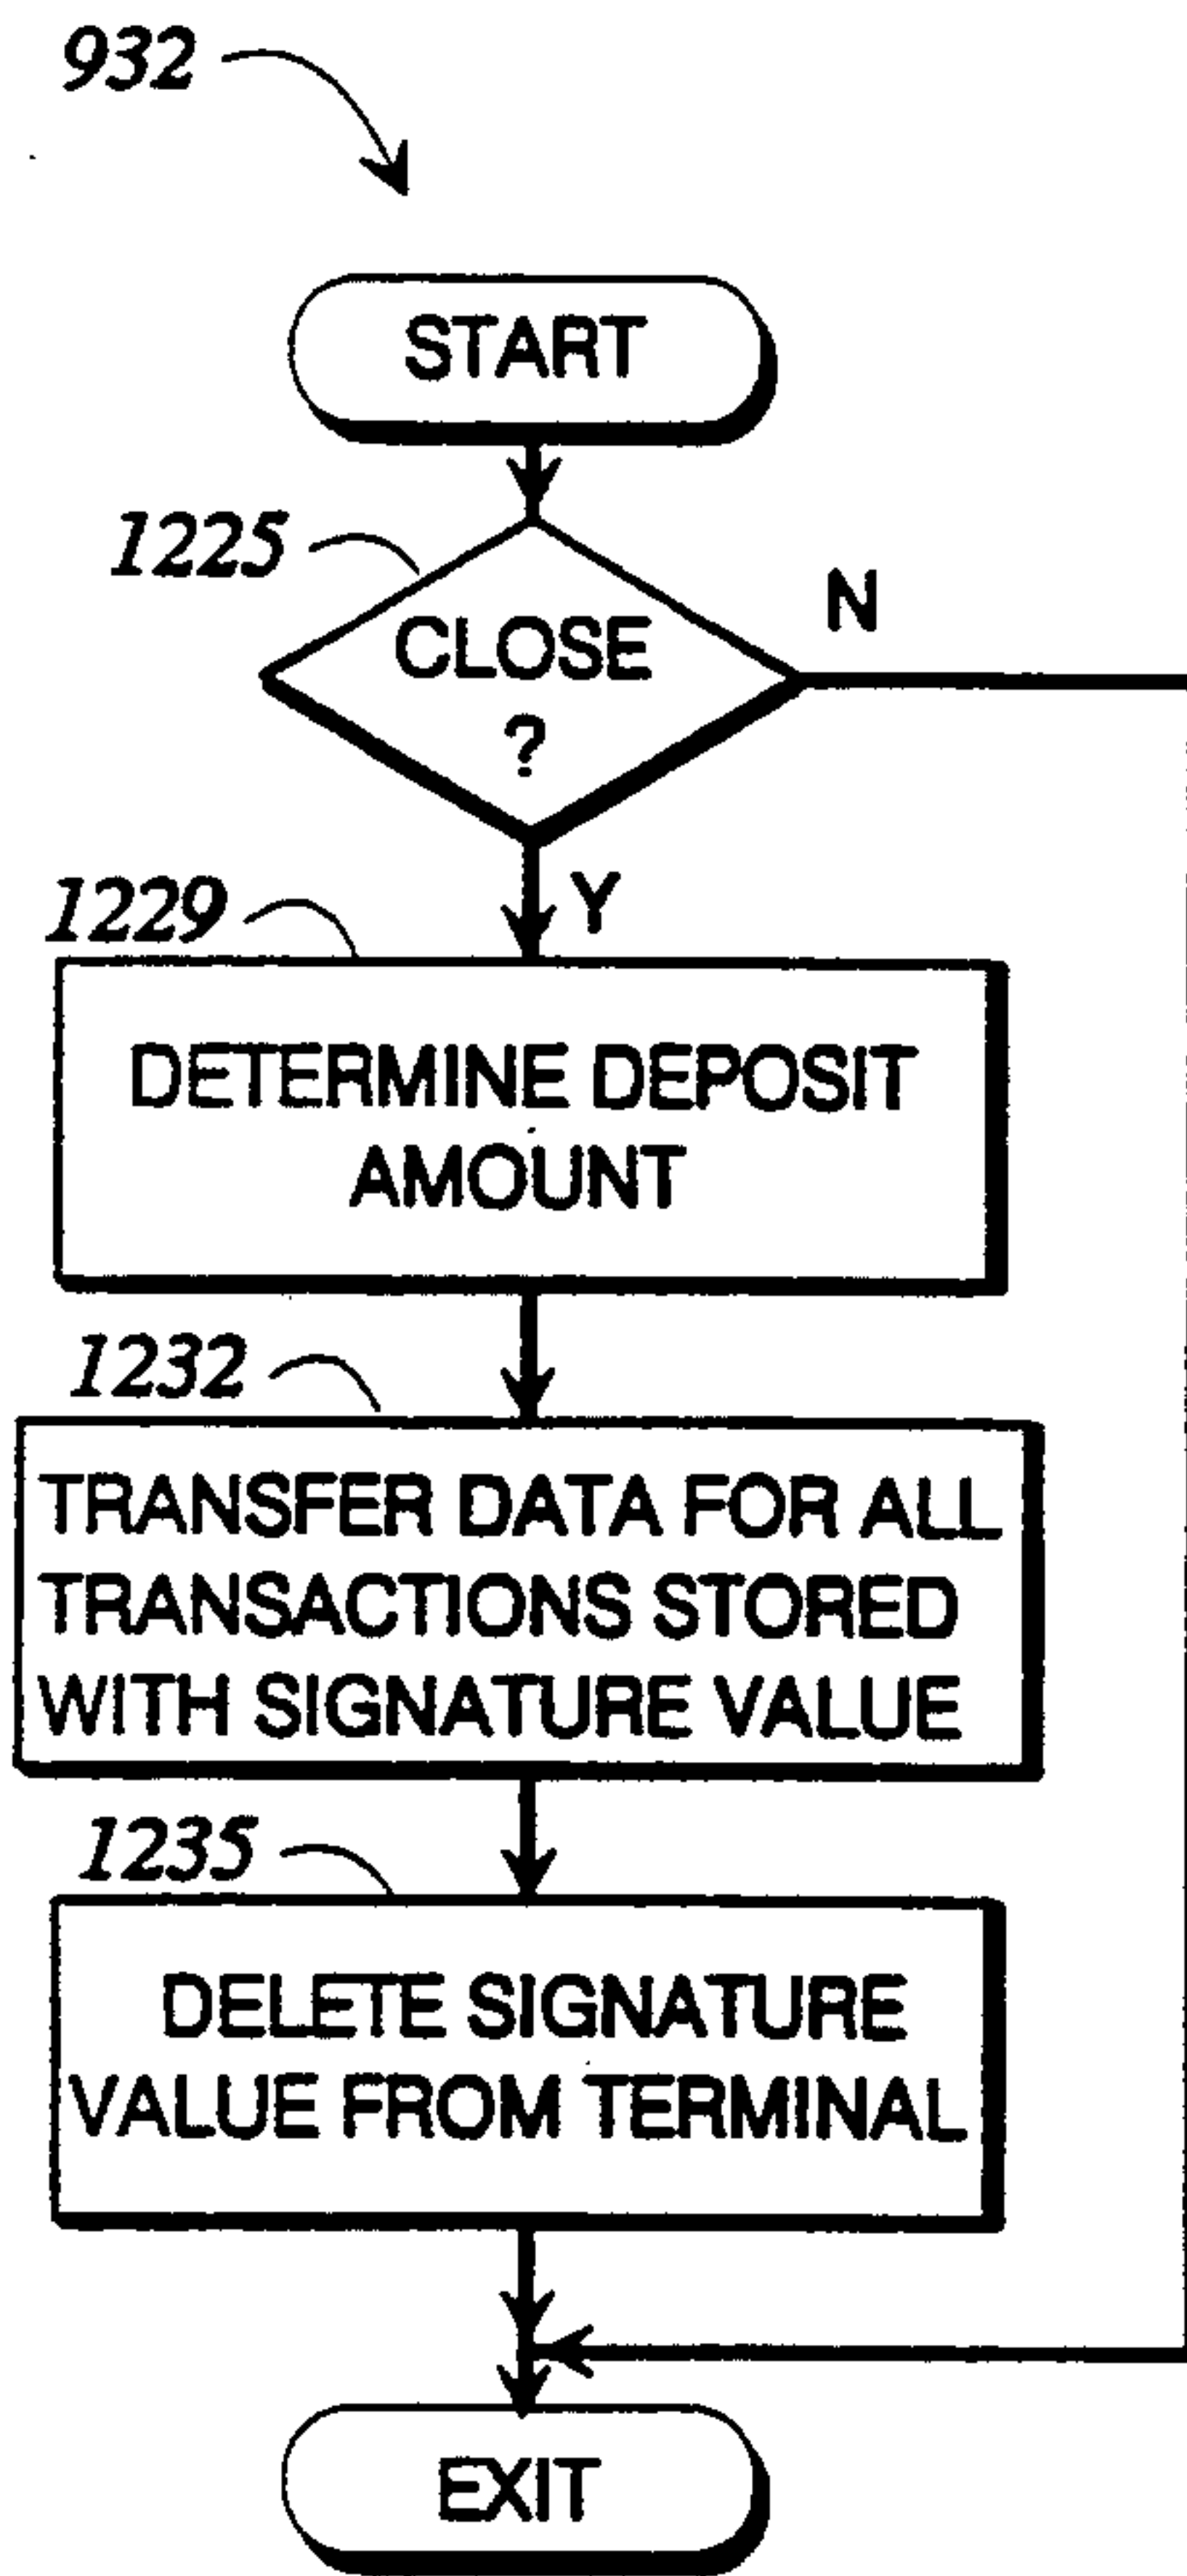 932
START
1225
CLOSE
?
N
Y
1229
DETERMINE DEPOSIT
AMOUNT
1232
TRANSFER DATA FOR ALL
TRANSACTIONS STORED
WITH SIGNATURE VALUE
1235
DELETE SIGNATURE
VALUE FROM TERMINAL
EXIT